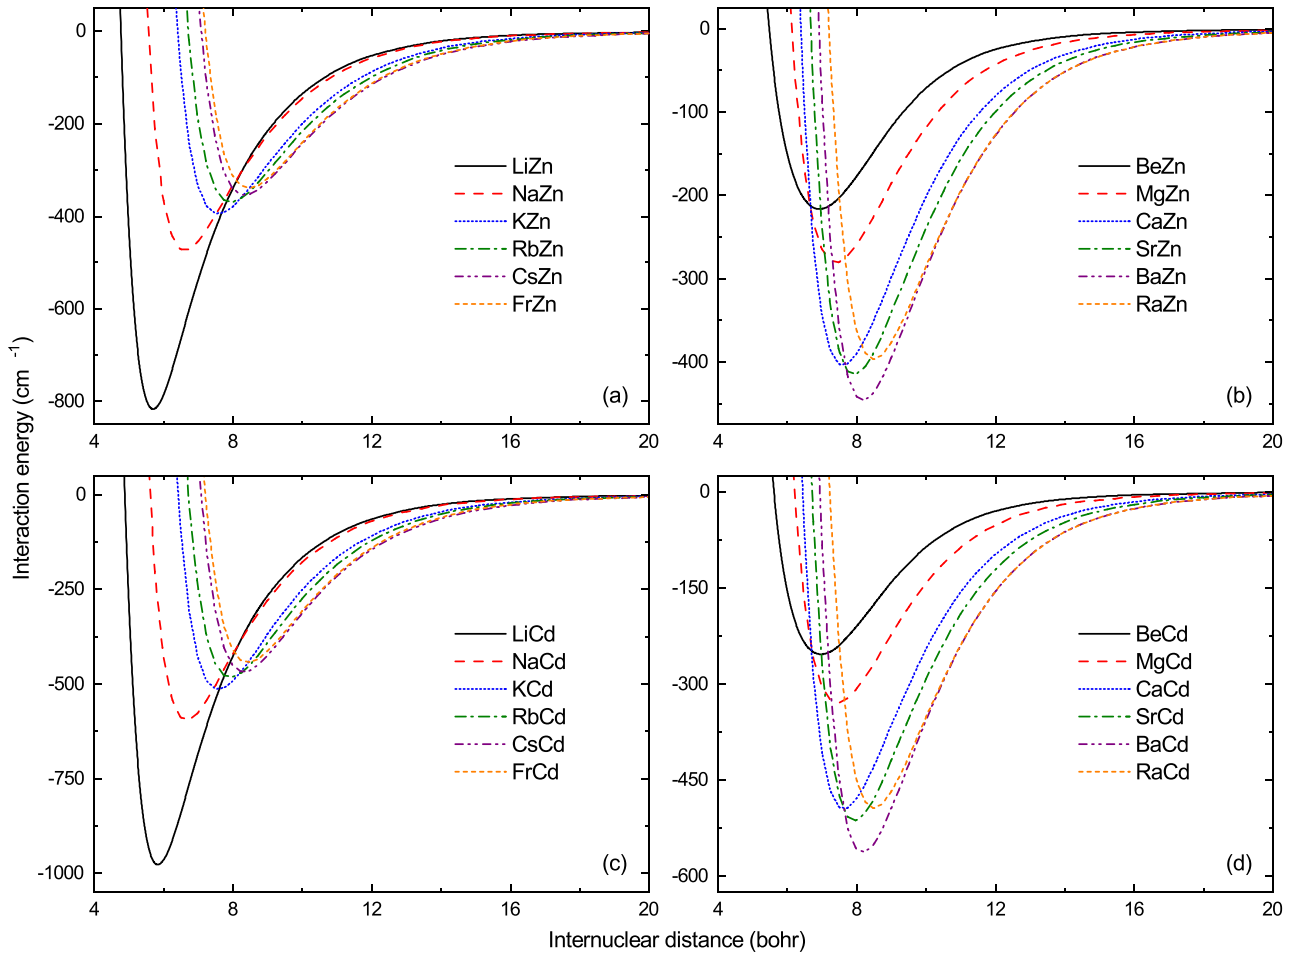 0
-200
-400
-600
-800
4
8
12
16
20
LiZn
NaZn
KZn
RbZn
CsZn
FrZn
(a)
0
-100
-200
-300
-400
4
8
12
16
20
BeZn
MgZn
CaZn
SrZn
BaZn
RaZn
(b)
Interaction energy (cm⁻¹)
0
-250
-500
-750
-1000
4
8
12
16
20
LiCd
NaCd
KCd
RbCd
CsCd
FrCd
(c)
0
-150
-300
-450
-600
4
8
12
16
20
BeCd
MgCd
CaCd
SrCd
BaCd
RaCd
(d)
Internuclear distance (bohr)